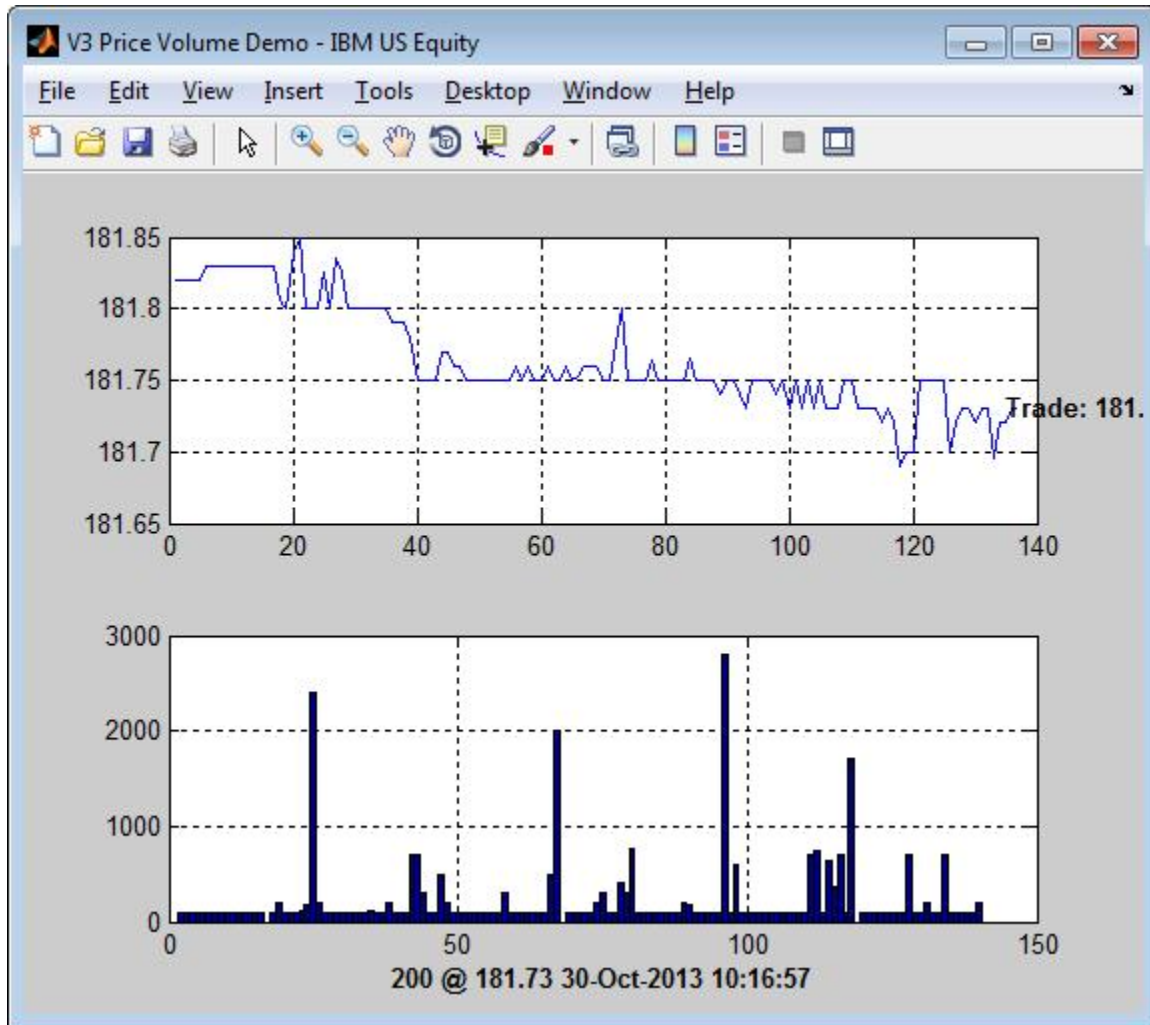 V3 Price Volume Demo - IBM US Equity
File Edit View Insert Tools Desktop Window Help
181.85
181.8
181.75
Trade: 181.
181.7
181.65
0 20 40 60 80 100 120 140
3000
2000
1000
0
0 50 100 150
200 @ 181.73 30-Oct-2013 10:16:57